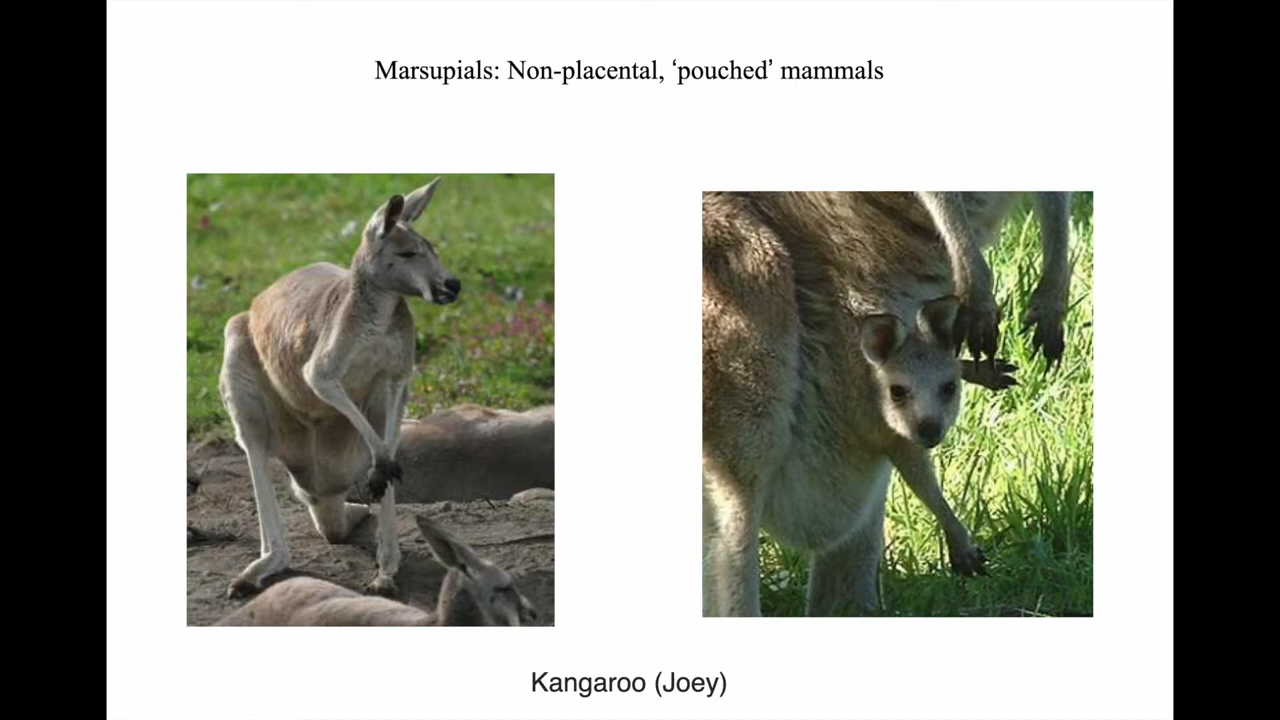 Marsupials: Non-placental, ‘pouched’ mammals
Kangaroo (Joey)